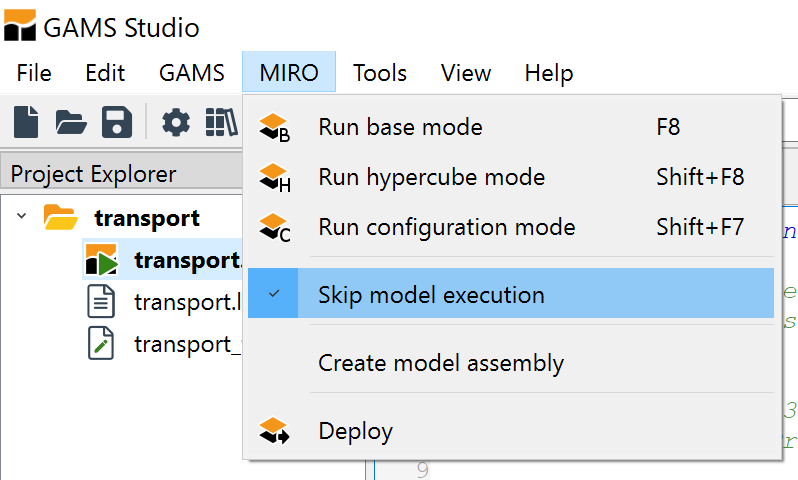 GAMS Studio
File Edit GAMS MIRO Tools View Help
B Run base mode F8
H Run hypercube mode Shift+F8
C Run configuration mode Shift+F7
Project Explorer
transport
transport.
Skip model execution
transport.l
transport_
Create model assembly
Deploy
9